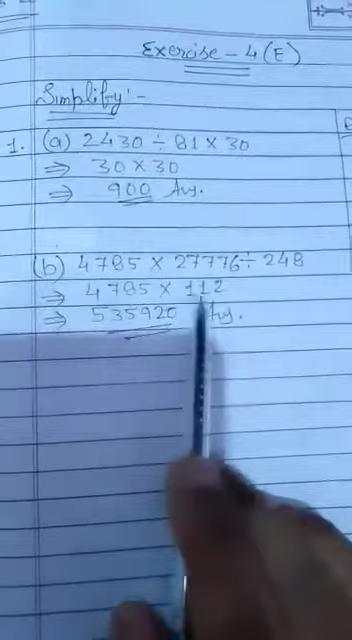 Exercise - 4(E)
Simplify:-
1. (a) 2430 ÷ 81 × 30
⇒ 30 × 30
⇒ 900 Ans.
(b) 4785 × 27776 ÷ 248
⇒ 4785 × 112
⇒ 535920 Ans.